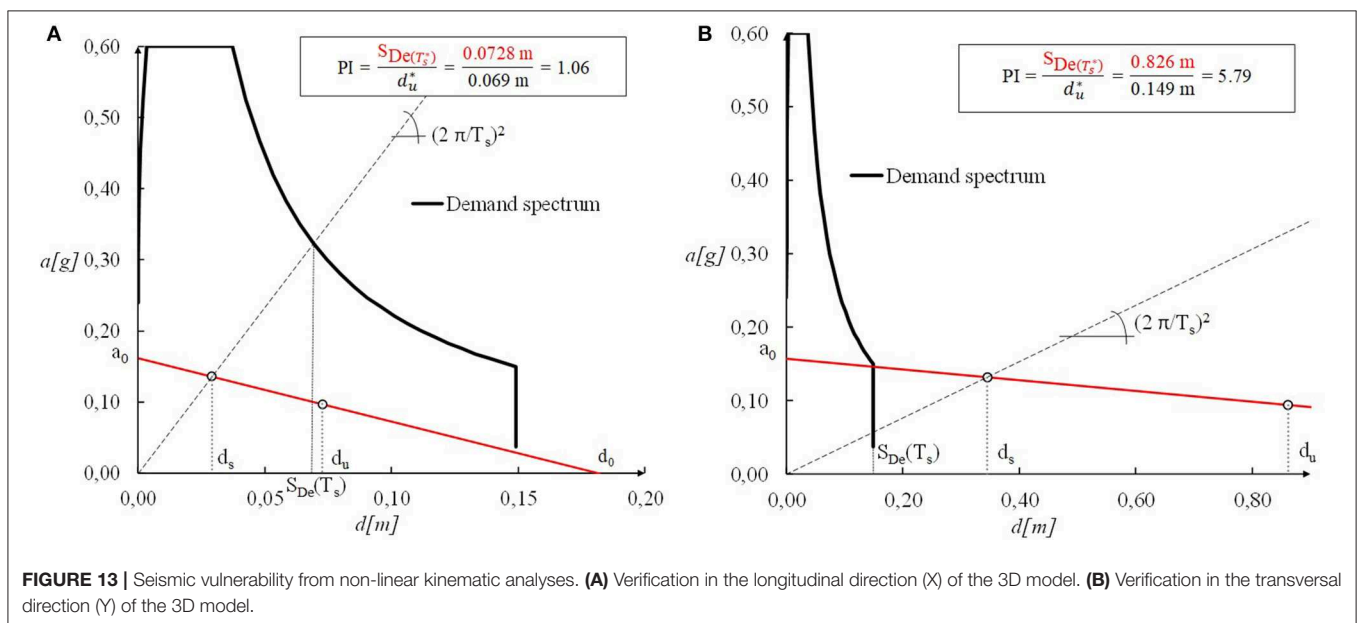 A
0,60
PI = S_De(T_s*) / d_u* = 0.0728 m / 0.069 m = 1.06
0,50
(2 π/T_s)²
0,40
Demand spectrum
a[g] 0,30
0,20
a_0
0,10
d_s
d_u
d_0
0,00
0,00 0,05 0,10 0,15 0,20
S_De(T_s)
d[m]
B
0,60
PI = S_De(T_s*) / d_u* = 0.826 m / 0.149 m = 5.79
0,50
0,40
Demand spectrum
a[g] 0,30
0,20
(2 π/T_s)²
a_0
0,10
S_De(T_s)
d_s
d_u
0,00
0,00 0,20 0,40 0,60 0,80
d[m]
FIGURE 13 | Seismic vulnerability from non-linear kinematic analyses. (A) Verification in the longitudinal direction (X) of the 3D model. (B) Verification in the transversal
direction (Y) of the 3D model.